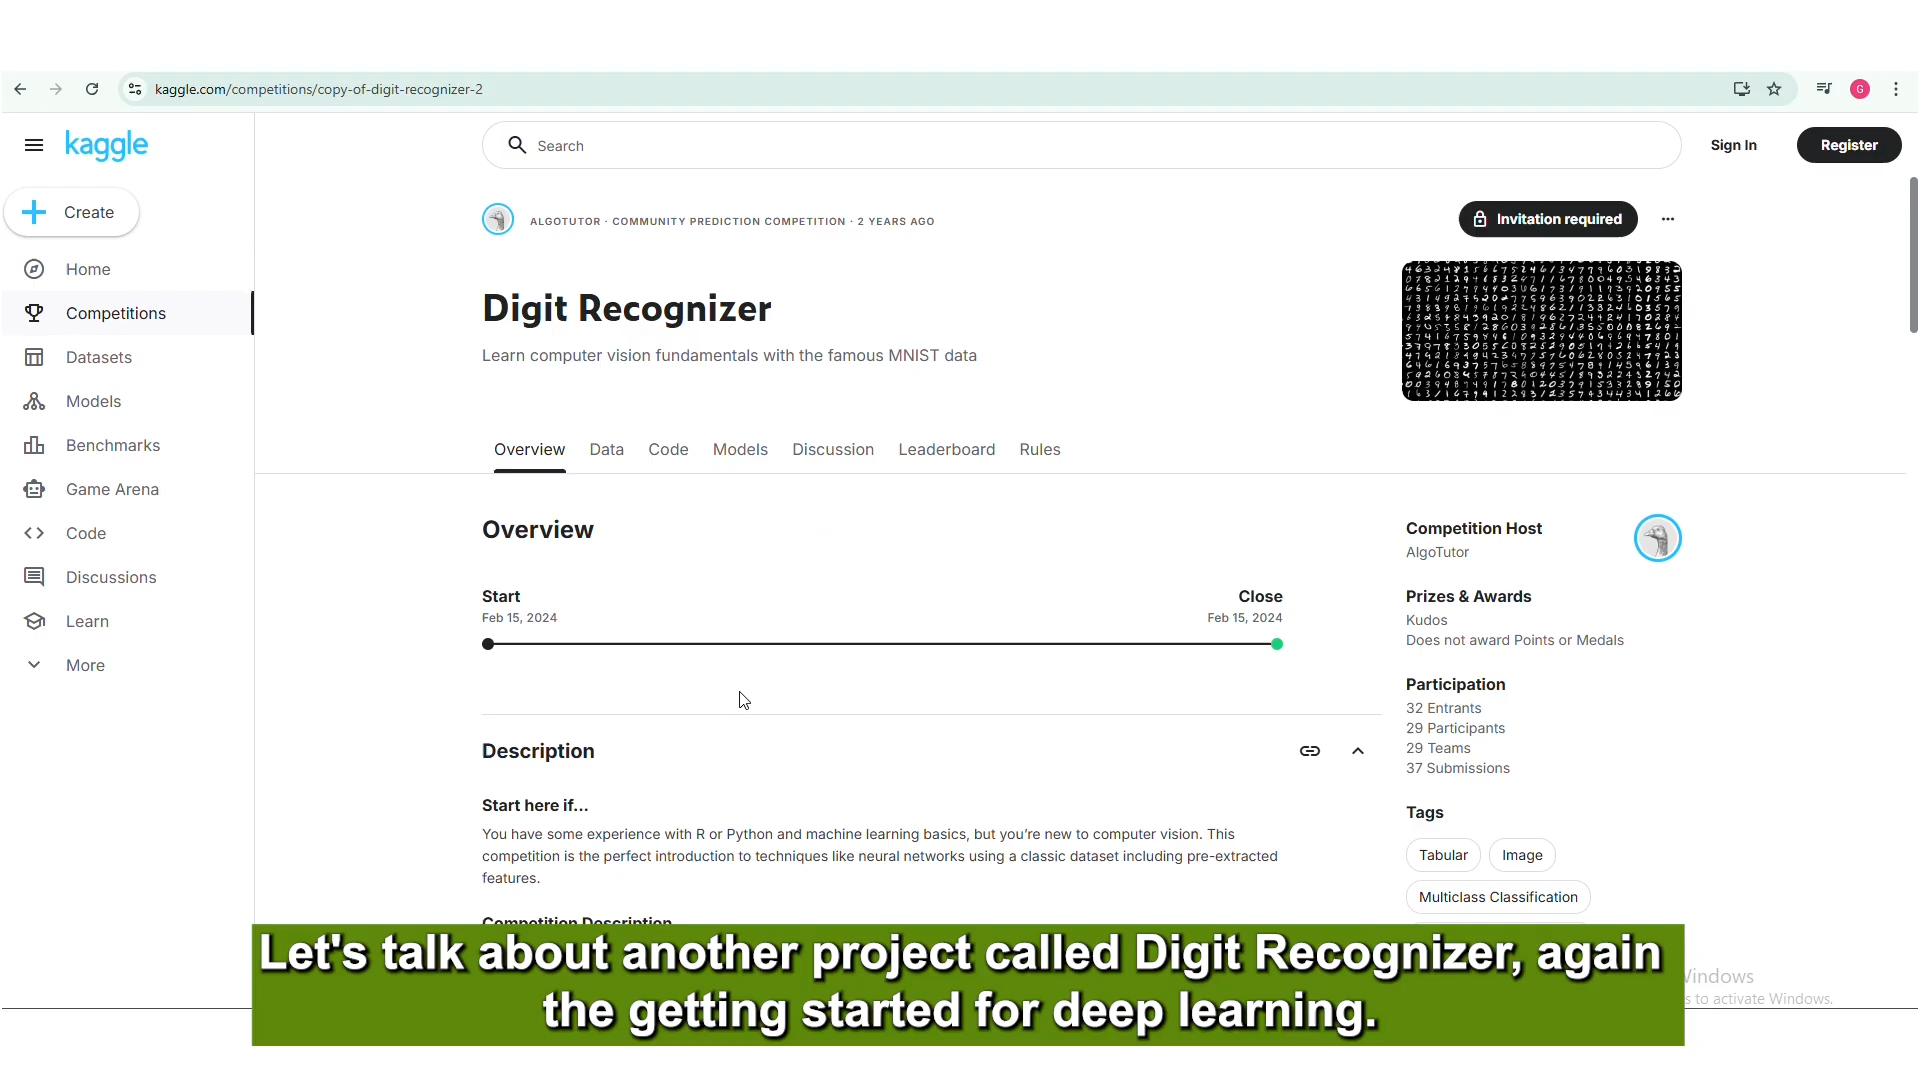 kaggle.com/competitions/copy-of-digit-recognizer-2
G
kaggle
Search
Sign In
Register
Create
ALGOTUTOR · COMMUNITY PREDICTION COMPETITION · 2 YEARS AGO
Invitation required
Home
Competitions
Datasets
Models
Benchmarks
Game Arena
Code
Discussions
Learn
More
Digit Recognizer
Learn computer vision fundamentals with the famous MNIST data
Overview Data Code Models Discussion Leaderboard Rules
Overview
Start
Feb 15, 2024
Close
Feb 15, 2024
Description
Start here if...
You have some experience with R or Python and machine learning basics, but you're new to computer vision. This
competition is the perfect introduction to techniques like neural networks using a classic dataset including pre-extracted
features.
Competition Description
Competition Host
AlgoTutor
Prizes & Awards
Kudos
Does not award Points or Medals
Participation
32 Entrants
29 Participants
29 Teams
37 Submissions
Tags
Tabular
Image
Multiclass Classification
Windows
to activate Windows.
Let's talk about another project called Digit Recognizer, again
the getting started for deep learning.